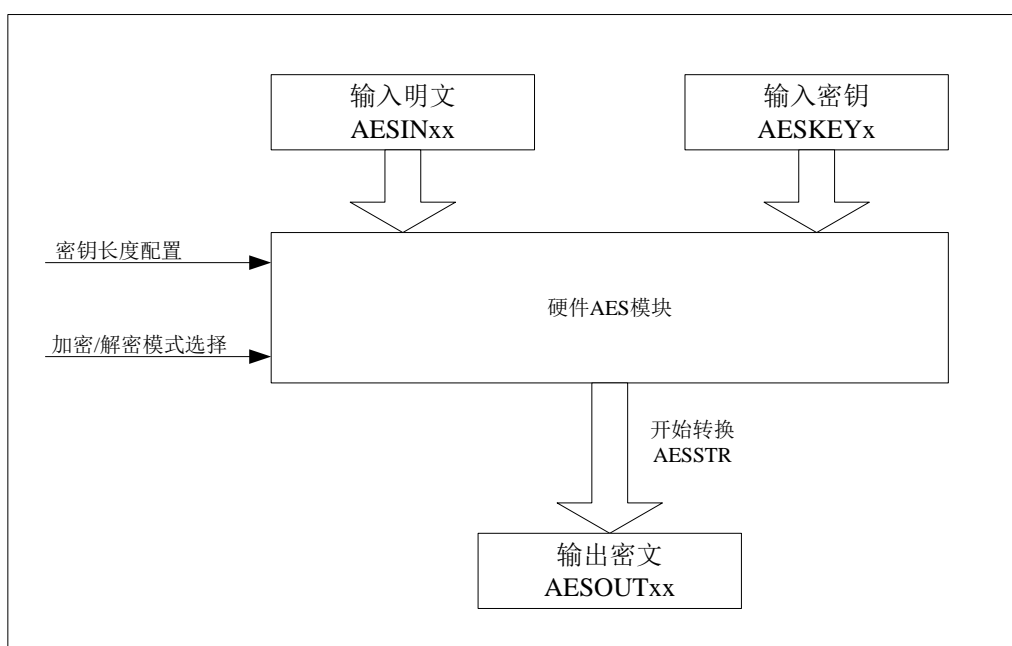 输入明文
AESINxx
输入密钥
AESKEYx
密钥长度配置
硬件AES模块
加密/解密模式选择
开始转换
AESSTR
输出密文
AESOUTxx